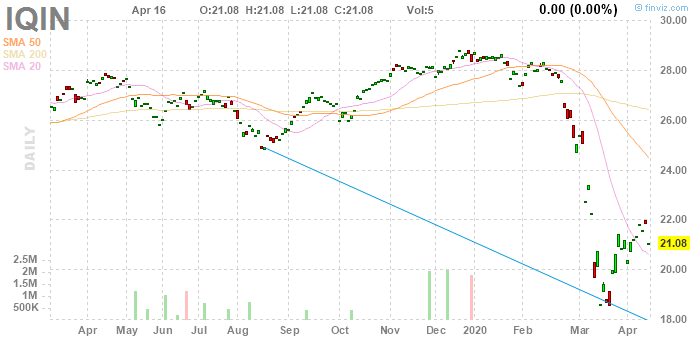 IQIN
Apr 16 O:21.08 H:21.08 L:21.08 C:21.08 Vol:5 0.00 (0.00%)
© finviz.com
SMA 50
SMA 200
SMA 20
DAILY
30.00
28.00
26.00
24.00
22.00
21.08
20.00
18.00
2.5M
2M
1.5M
1M
500K
Apr May Jun Jul Aug Sep Oct Nov Dec 2020 Feb Mar Apr